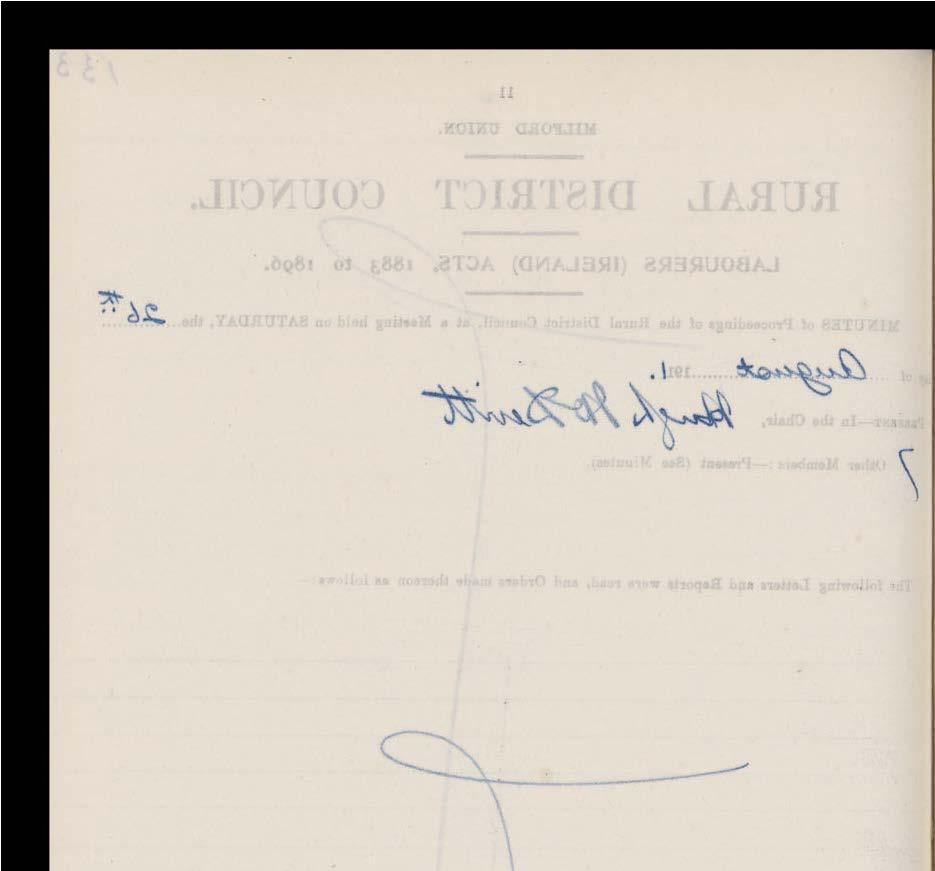 133
11
MILFORD UNION.
RURAL DISTRICT COUNCIL.
LABOURERS (IRELAND) ACTS, 1883 to 1896.
MINUTES of Proceedings of the Rural District Council, at a Meeting held on SATURDAY, the 26th
of August 1911.
PRESENT—In the Chair, Hugh McDevitt
Other Members:—Present (See Minutes).
The following Letters and Reports were read, and Orders made thereon as follows—